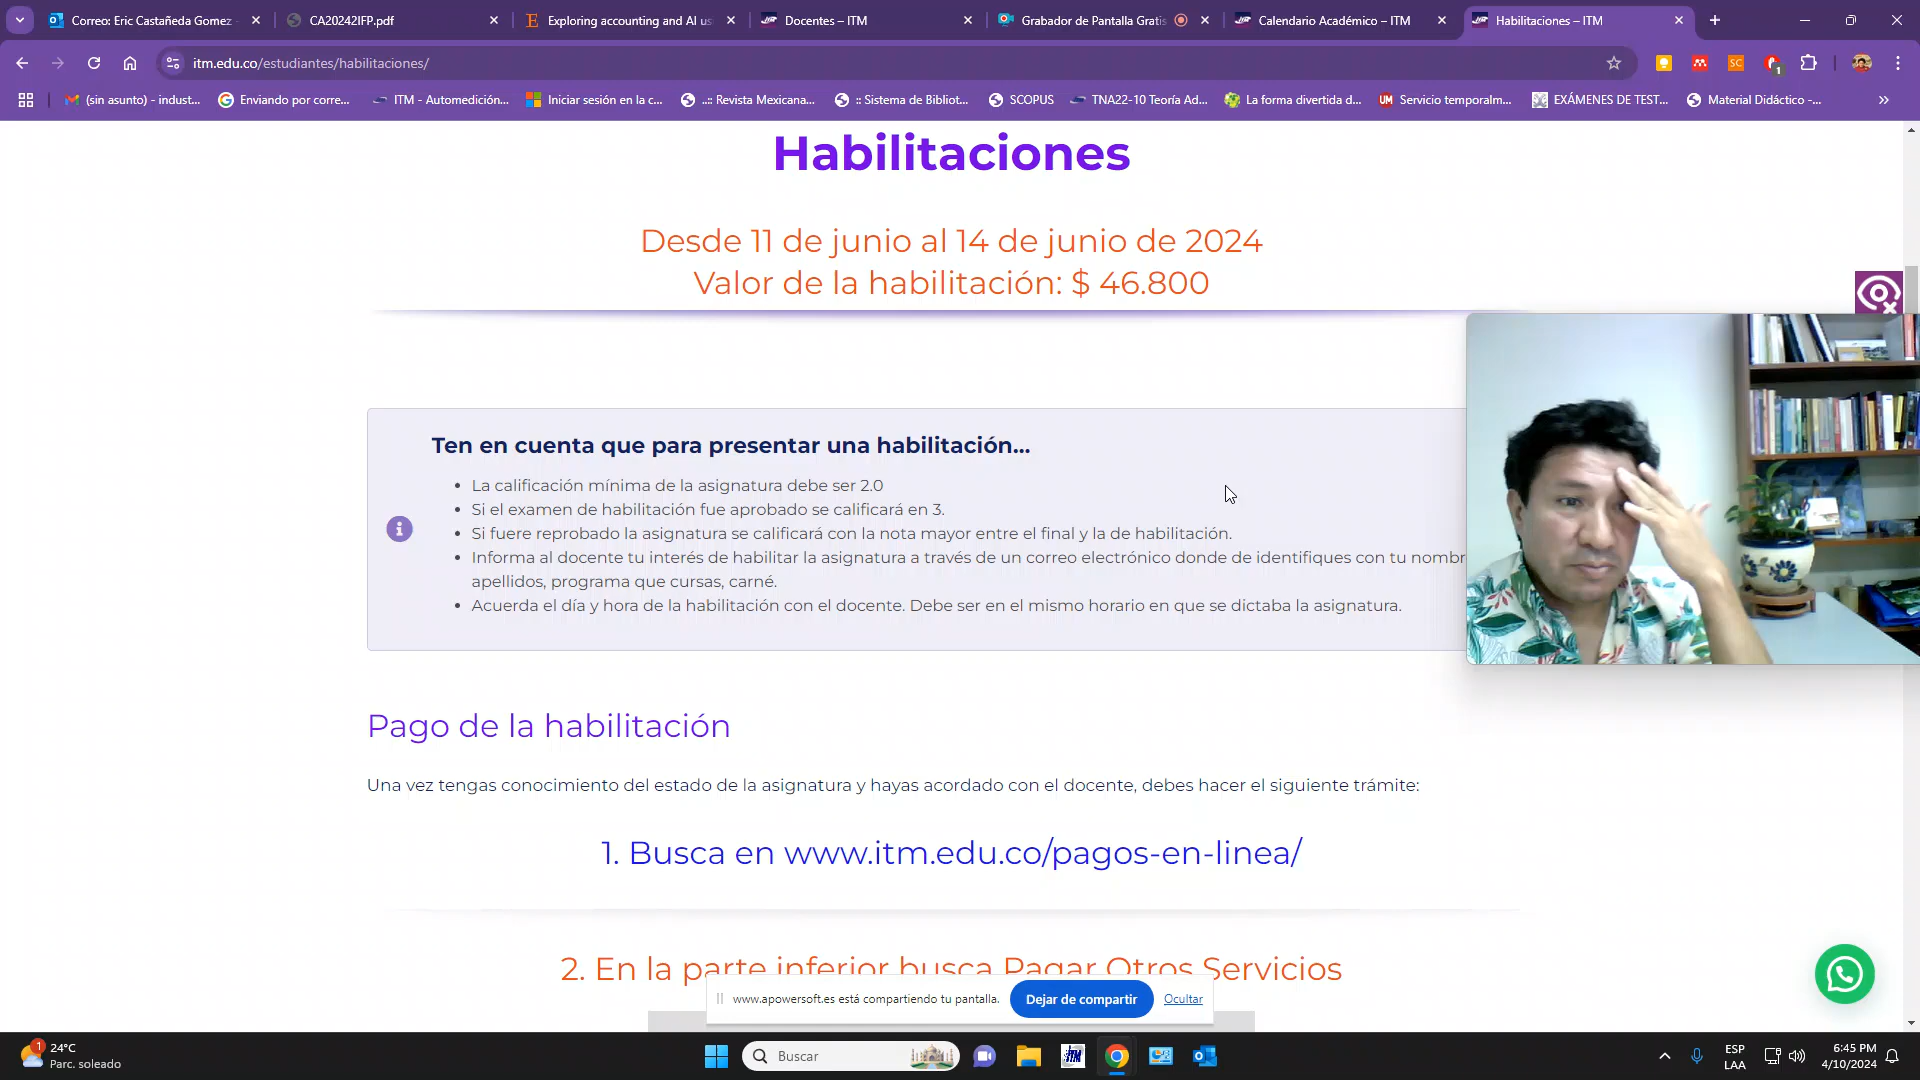 Correo: Eric Castañeda Gomez -
CA20242IFP.pdf
Exploring accounting and AI us
Docentes – ITM
Grabador de Pantalla Gratis
Calendario Académico – ITM
Habilitaciones – ITM
itm.edu.co/estudiantes/habilitaciones/
SC
1
(sin asunto) - indust...
Enviando por corre...
ITM - Automedición...
Iniciar sesión en la c...
..:: Revista Mexicana...
:: Sistema de Bibliot...
SCOPUS
TNA22-10 Teoría Ad...
La forma divertida d...
UM
Servicio temporalm...
EXÁMENES DE TEST...
Material Didáctico -...
Habilitaciones
Desde 11 de junio al 14 de junio de 2024
Valor de la habilitación: $ 46.800
Ten en cuenta que para presentar una habilitación...
La calificación mínima de la asignatura debe ser 2.0
Si el examen de habilitación fue aprobado se calificará en 3.
Si fuere reprobado la asignatura se calificará con la nota mayor entre el final y la de habilitación.
Informa al docente tu interés de habilitar la asignatura a través de un correo electrónico donde de identifiques con tu nombr
apellidos, programa que cursas, carné.
Acuerda el día y hora de la habilitación con el docente. Debe ser en el mismo horario en que se dictaba la asignatura.
Pago de la habilitación
Una vez tengas conocimiento del estado de la asignatura y hayas acordado con el docente, debes hacer el siguiente trámite:
1. Busca en www.itm.edu.co/pagos-en-linea/
2. En la parte inferior busca Pagar Otros Servicios
www.apowersoft.es está compartiendo tu pantalla.
Dejar de compartir
Ocultar
1
24°C
Parc. soleado
Buscar
ITM
ESP
LAA
6:45 PM
4/10/2024